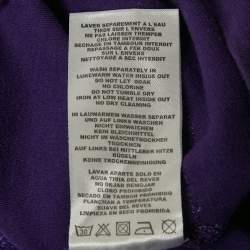 LAVER SEPAREMENT A L'EAU
TIEDE SUR L'ENVERS
NE PAS LAISSER TREMPER
CHLORE INTERDIT
SECHAGE EN TAMBOUR INTERDIT
REPASSAGE A FER DOUX
SUR L'ENVERS
NETTOYAGE A SEC INTERDIT
WASH SEPARATELY IN
LUKEWARM WATER INSIDE OUT
DO NOT LET SOAK
NO CHLORINE
DO NOT TUMBLE DRY
IRON AT LOW HEAT INSIDE OUT
NO DRY CLEANING
IN LAUWARMEM WASSER SEPARAT
UND AUF LINKS WASCHEN
NICHT EINWEICHEN
KEIN BLEICHMITTEL
NICHT IM TROCKNER TROCKNEN
AUF LINKS BEI MITTLERER HITZE
BÜGELN
KEINE TROCKENREINIGUNG
LAVAR APARTE SOLO EN
AGUA TIBIA DEL REVES
NO DEJAR REMOJAR
CLORO PROHIBIDO
SECADO EN TAMBOR PROHIBIDO
PLANCHAR A TEMPERATURA
SUAVE DEL REVES
LIMPIEZA EN SECO PROHIBIDO